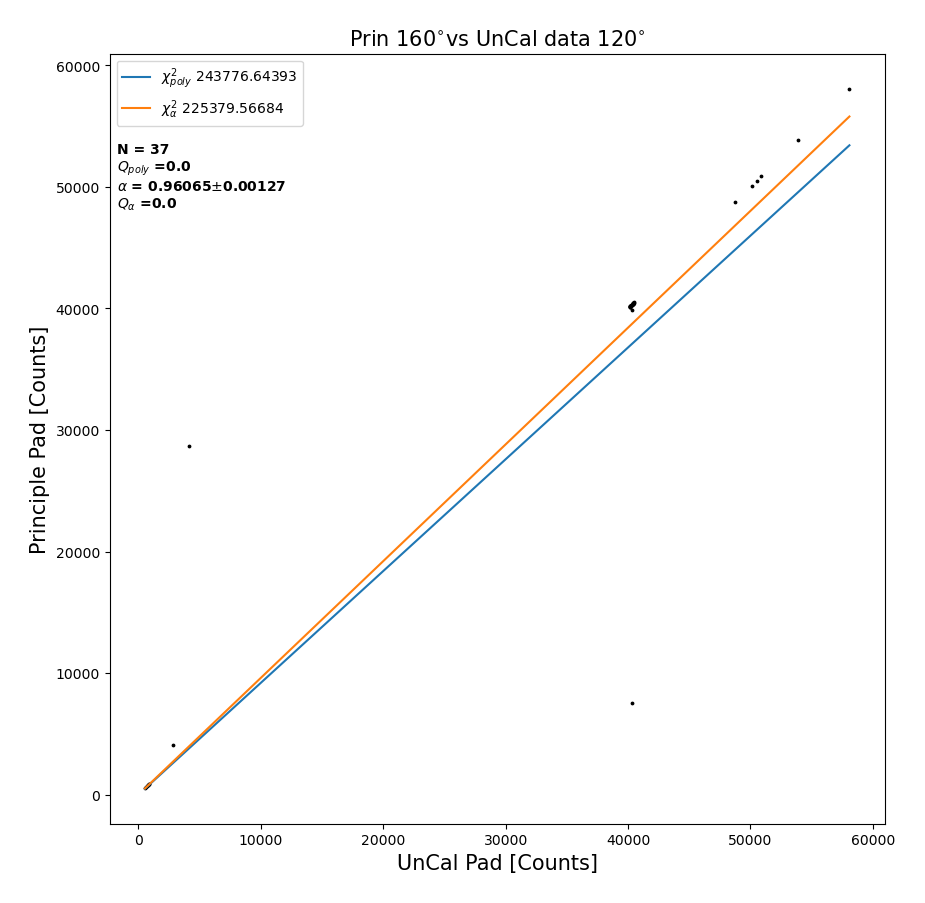 Prin 160°vs UnCal data 120°
χ²poly 243776.64393
χ²α 225379.56684
N = 37
Qpoly =0.0
α = 0.96065±0.00127
Qα =0.0
60000
50000
40000
30000
20000
10000
0
Principle Pad [Counts]
0 10000 20000 30000 40000 50000 60000
UnCal Pad [Counts]